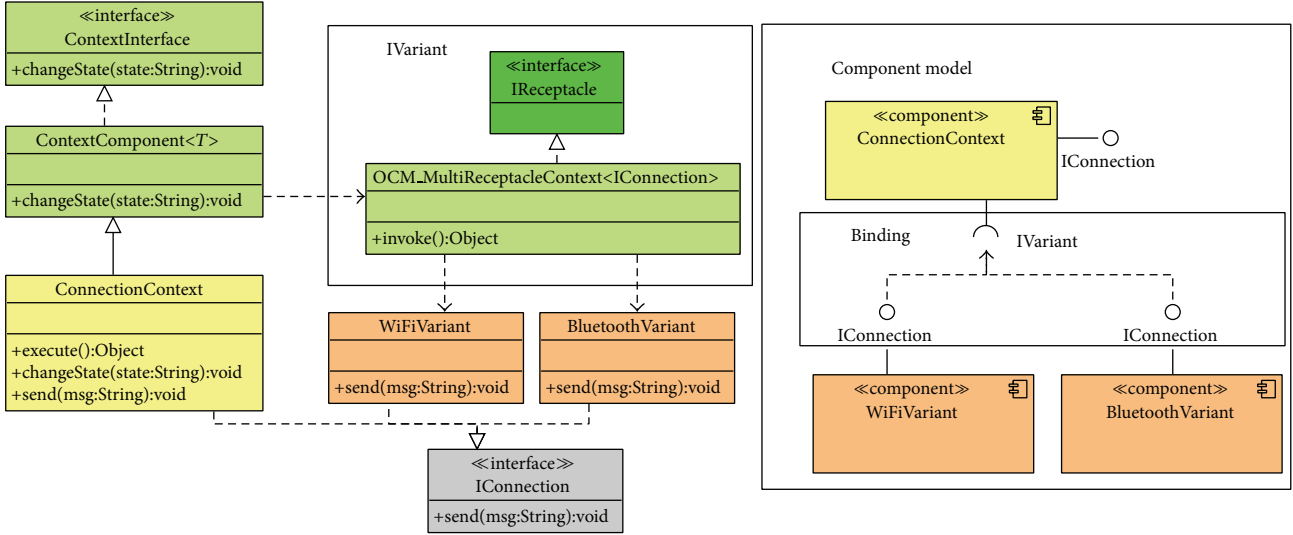 ≪interface≫
ContextInterface
+changeState(state:String):void
ContextComponent<T>
+changeState(state:String):void
ConnectionContext
+execute():Object
+changeState(state:String):void
+send(msg:String):void
IVariant
≪interface≫
IReceptacle
OCM_MultiReceptacleContext<IConnection>
+invoke():Object
WiFiVariant
+send(msg:String):void
BluetoothVariant
+send(msg:String):void
≪interface≫
IConnection
+send(msg:String):void
Component model
≪component≫
ConnectionContext
IConnection
Binding
IVariant
IConnection
IConnection
≪component≫
WiFiVariant
≪component≫
BluetoothVariant